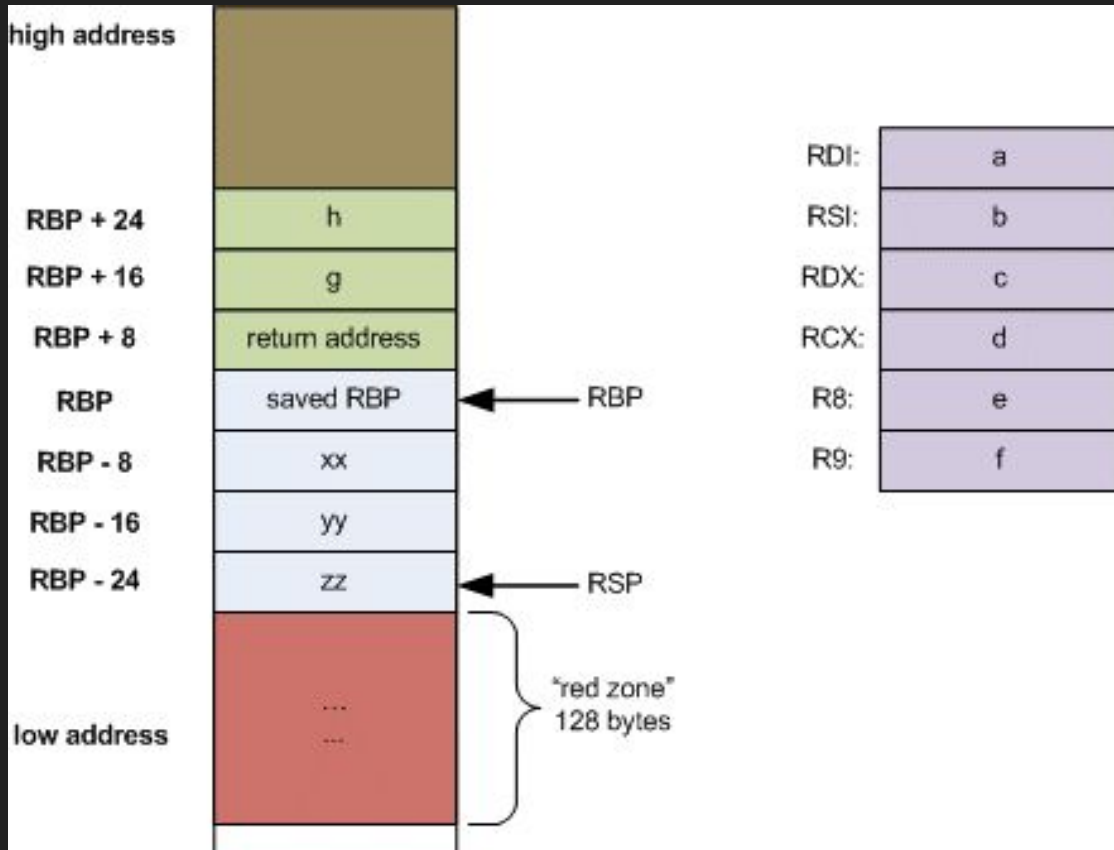 high address
RBP + 24 h
RBP + 16 g
RBP + 8 return address
RBP saved RBP RBP
RBP - 8 xx
RBP - 16 yy
RBP - 24 zz RSP
...
...
low address
"red zone"
128 bytes
RDI: a
RSI: b
RDX: c
RCX: d
R8: e
R9: f